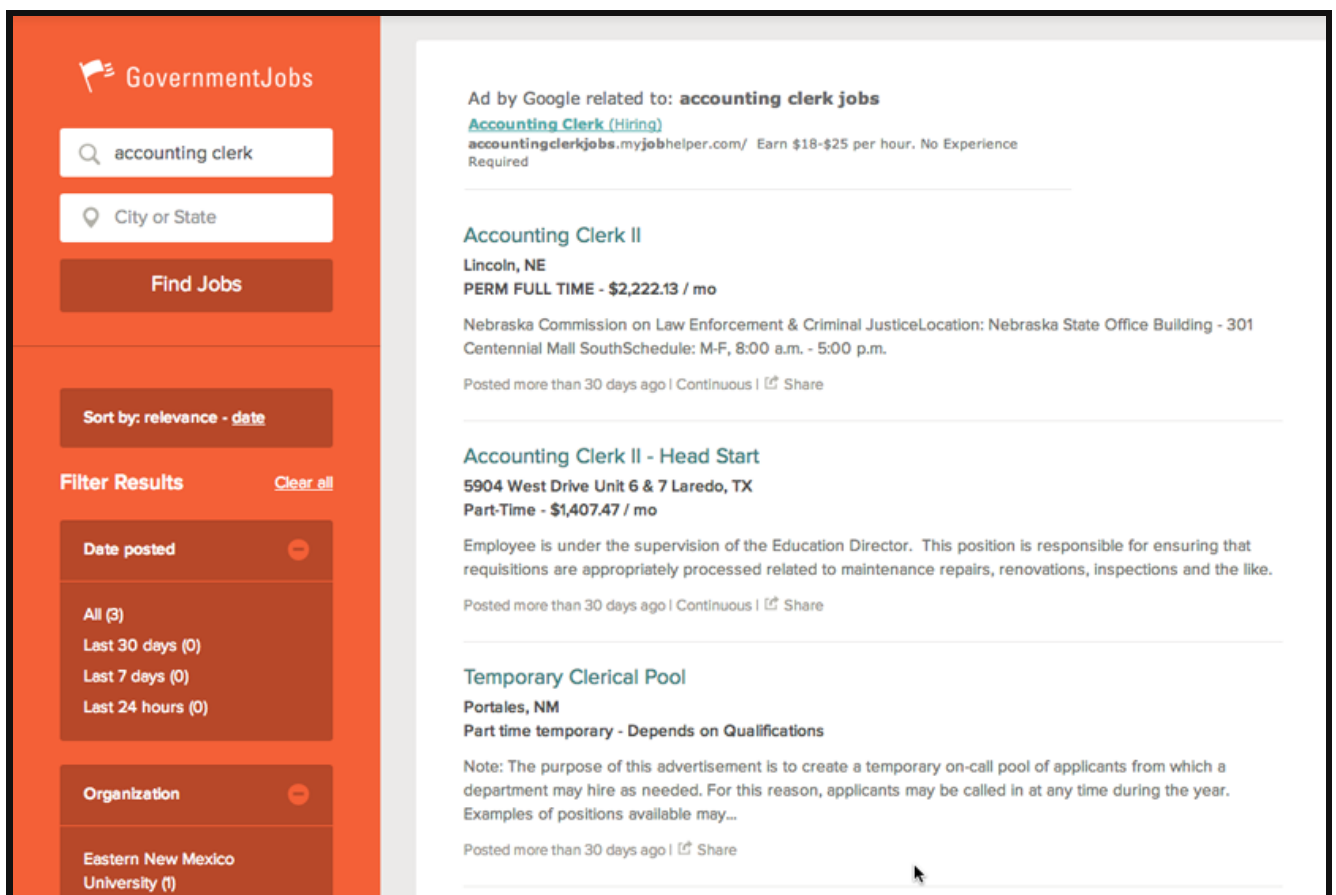 GovernmentJobs
accounting clerk
City or State
Find Jobs
Sort by: relevance - date
Filter Results
Clear all
Date posted
All (3)
Last 30 days (0)
Last 7 days (0)
Last 24 hours (0)
Organization
Eastern New Mexico
University (1)
Ad by Google related to: accounting clerk jobs
Accounting Clerk (Hiring)
accountingclerkjobs.myjobhelper.com/ Earn $18-$25 per hour. No Experience
Required
Accounting Clerk II
Lincoln, NE
PERM FULL TIME - $2,222.13 / mo
Nebraska Commission on Law Enforcement & Criminal JusticeLocation: Nebraska State Office Building - 301
Centennial Mall SouthSchedule: M-F, 8:00 a.m. - 5:00 p.m.
Posted more than 30 days ago | Continuous | Share
Accounting Clerk II - Head Start
5904 West Drive Unit 6 & 7 Laredo, TX
Part-Time - $1,407.47 / mo
Employee is under the supervision of the Education Director. This position is responsible for ensuring that
requisitions are appropriately processed related to maintenance repairs, renovations, inspections and the like.
Posted more than 30 days ago | Continuous | Share
Temporary Clerical Pool
Portales, NM
Part time temporary - Depends on Qualifications
Note: The purpose of this advertisement is to create a temporary on-call pool of applicants from which a
department may hire as needed. For this reason, applicants may be called in at any time during the year.
Examples of positions available may...
Posted more than 30 days ago | Share